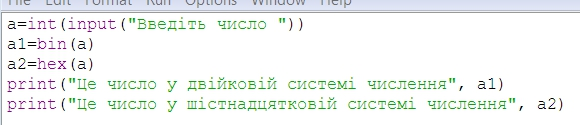 File Edit Format Run Options Window Help
a=int(input("Введіть число "))
a1=bin(a)
a2=hex(a)
print("Це число у двійковій системі числення", a1)
print("Це число у шістнадцятковій системі числення", a2)